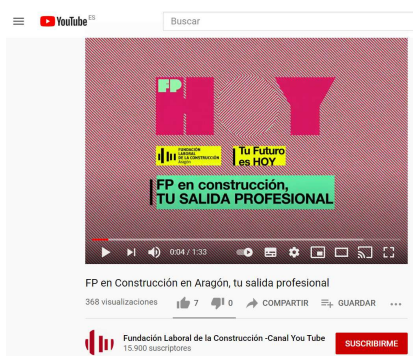 YouTube ES
Buscar
FP
HOY
FUNDACIÓN
LABORAL
DE LA CONSTRUCCIÓN
Aragón
Tu Futuro
es HOY
FP en construcción,
TU SALIDA PROFESIONAL
0:04 / 1:33
FP en Construcción en Aragón, tu salida profesional
368 visualizaciones 7 0 COMPARTIR GUARDAR ...
Fundación Laboral de la Construcción -Canal You Tube
15.900 suscriptores
SUSCRIBIRME